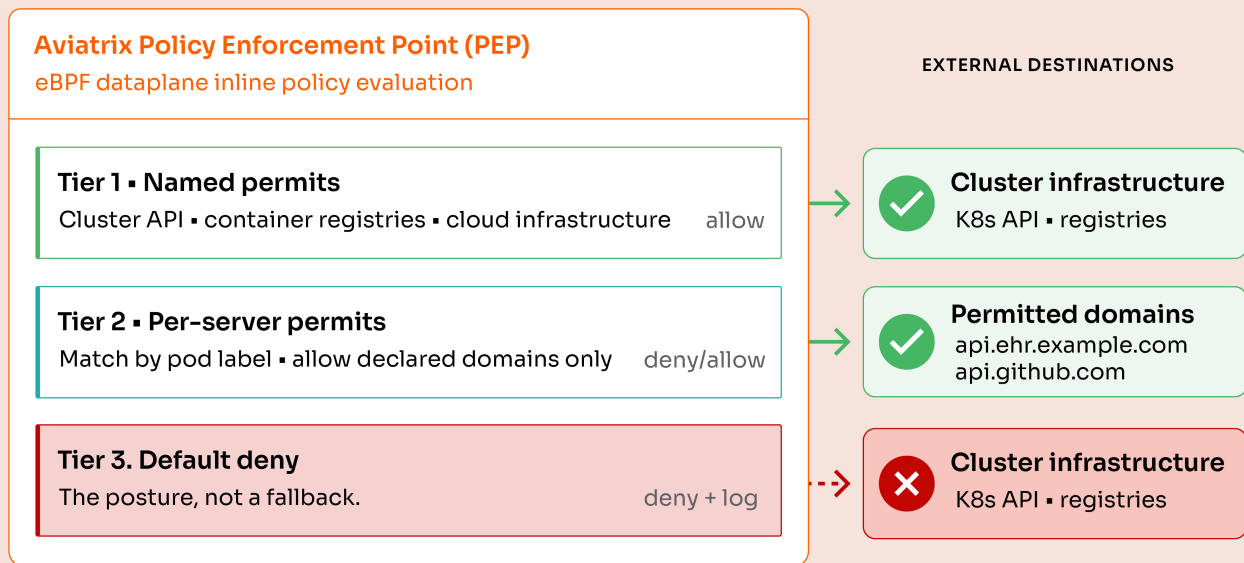 Aviatrix Policy Enforcement Point (PEP)
eBPF dataplane inline policy evaluation
EXTERNAL DESTINATIONS
Tier 1 ▪ Named permits
Cluster API ▪ container registries ▪ cloud infrastructure allow
Cluster infrastructure
K8s API ▪ registries
Tier 2 ▪ Per-server permits
Match by pod label ▪ allow declared domains only deny/allow
Permitted domains
api.ehr.example.com
api.github.com
Tier 3. Default deny
The posture, not a fallback. deny + log
Cluster infrastructure
K8s API ▪ registries